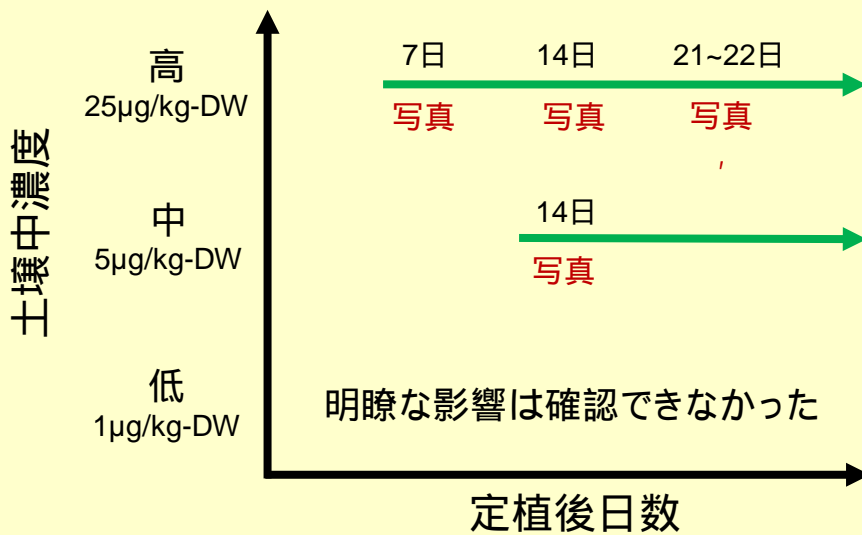 土壌中濃度
高
25µg/kg-DW
7日 14日 21~22日
写真 写真 写真
,
中
5µg/kg-DW
14日
写真
低
1µg/kg-DW
明瞭な影響は確認できなかった
定植後日数